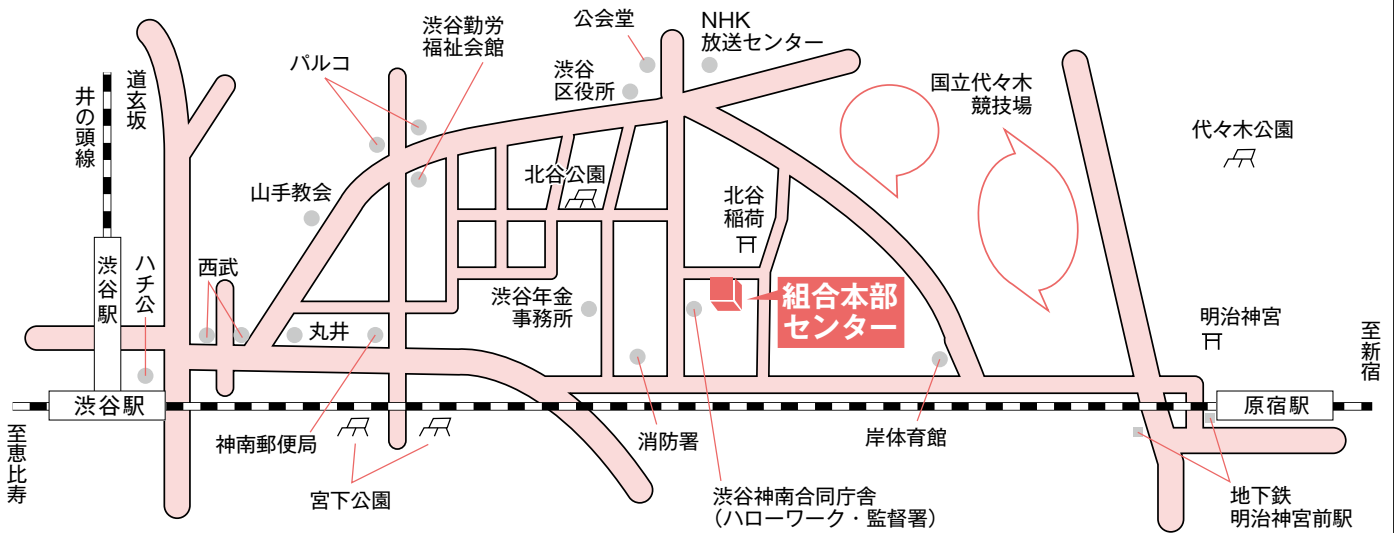 公会堂
NHK
放送センター
渋谷勤労
福祉会館
パルコ
渋谷
区役所
国立代々木
競技場
道玄坂
井の頭線
代々木公園
山手教会
北谷公園
北谷
稲荷
渋谷駅
ハチ公
西武
渋谷年金
事務所
組合本部
センター
丸井
明治神宮
至新宿
渋谷駅
原宿駅
至恵比寿
神南郵便局
消防署
岸体育館
宮下公園
渋谷神南合同庁舎
（ハローワーク・監督署）
地下鉄
明治神宮前駅